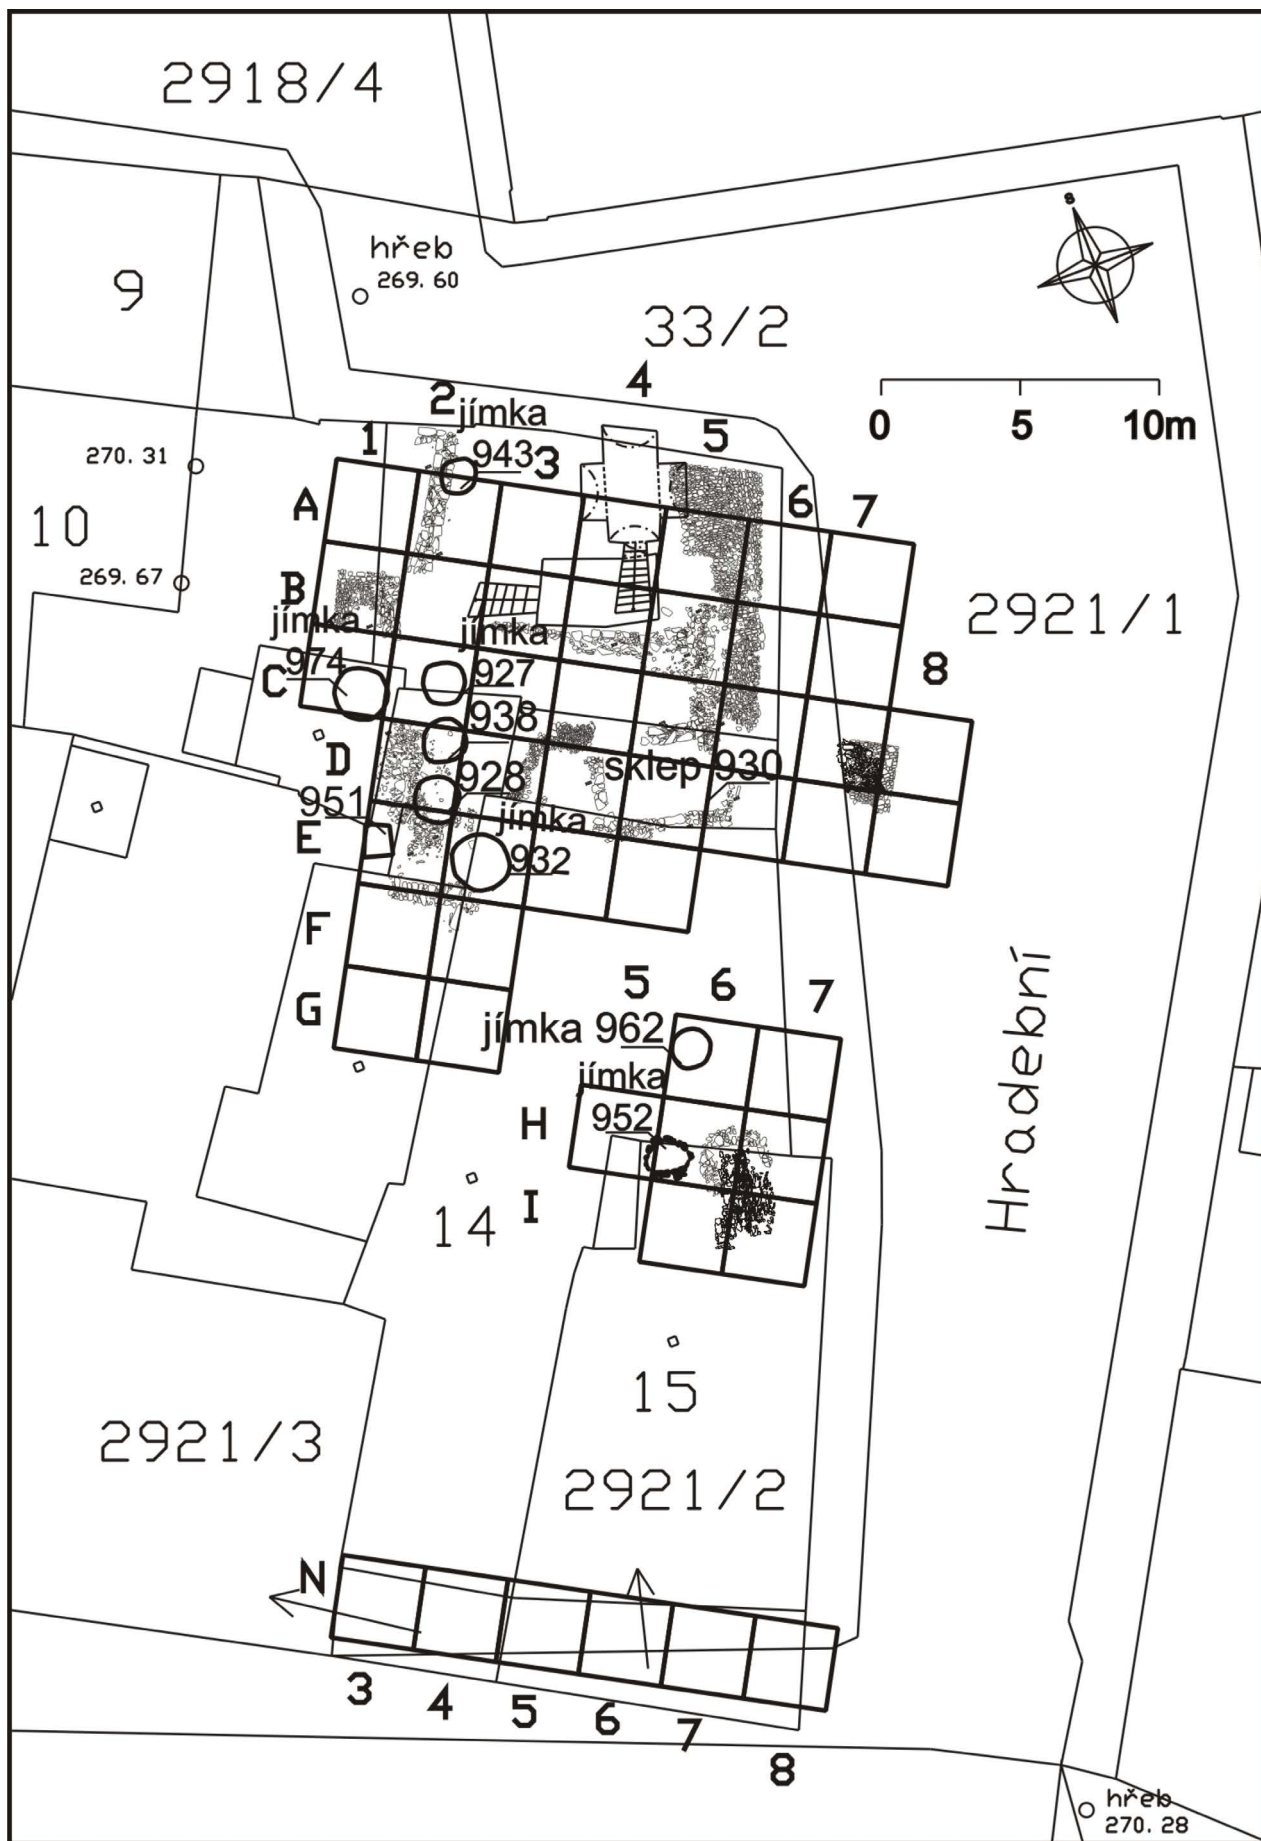 2918/4
s
hřeb
269. 60
9
33/2
4
2
jímka
0 5 10m
1
5
943
3
270. 31
A
6
7
10
269. 67
B
2921/1
jímka
jímka
974
C
927
8
938
D
sklep 930
928
951
jímka
E
932
F
Hradební
5
6
7
G
jímka 962
jímka
952
H
I
14
15
2921/3
2921/2
N
3
4
5
6
7
8
hřeb
270. 28